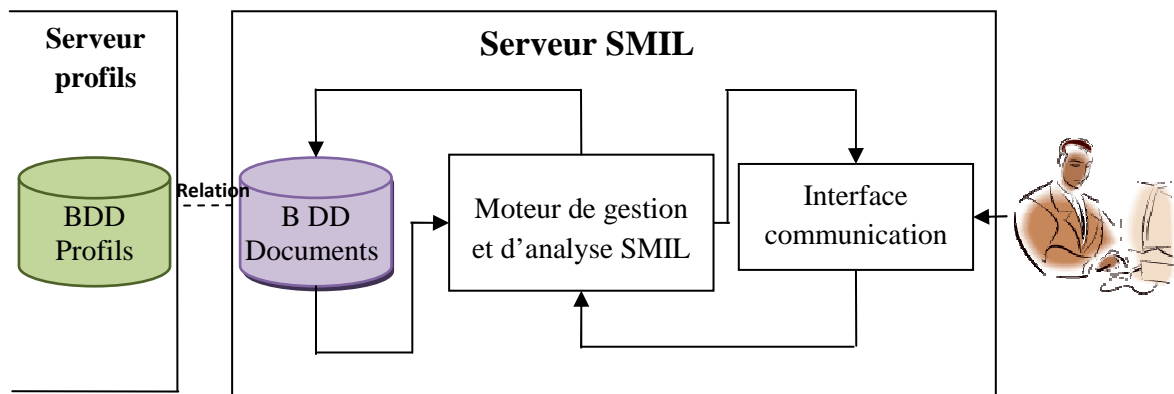 Serveur
profils
Serveur SMIL
BDD
Profils
Relation
B DD
Documents
Moteur de gestion
et d’analyse SMIL
Interface
communication